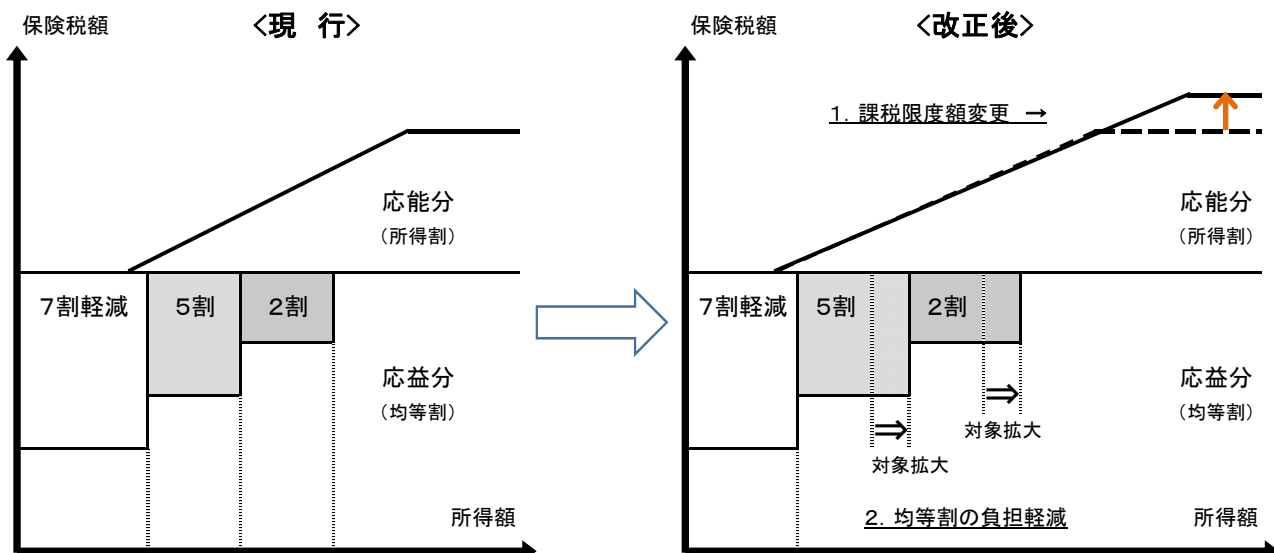 保険税額
<現　行>
応能分
（所得割）
7割軽減
5割
2割
応益分
（均等割）
所得額
保険税額
<改正後>
1．課税限度額変更　→
応能分
（所得割）
7割軽減
5割
2割
応益分
（均等割）
⇒
対象拡大
⇒
対象拡大
2．均等割の負担軽減
所得額